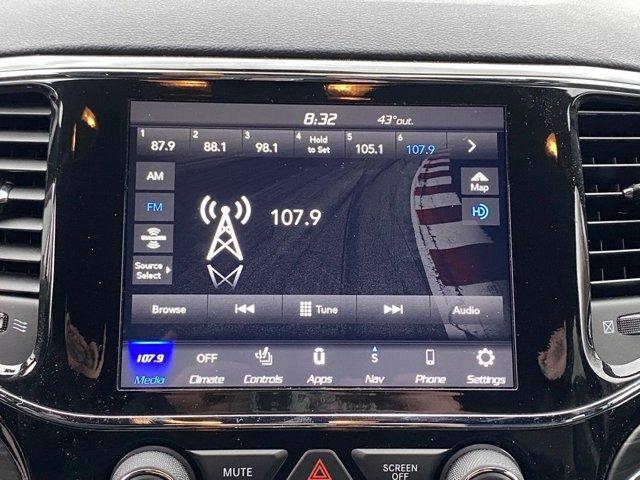 8:32 43°out.
1 2 3 4 5 6
87.9 88.1 98.1 Hold to Set 105.1 107.9
AM
Map
FM
HD
107.9
Source Select
Browse Tune Audio
107.9 OFF S
Media Climate Controls Apps Nav Phone Settings
MUTE SCREEN OFF